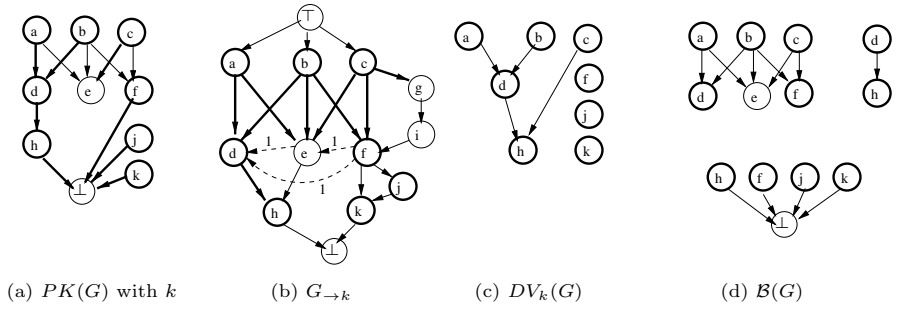 a b c
d e f
h j
k
⊥
(a) PK(G) with k
⊤
a b c
g
d 1 e 1 f i
1
h k j
⊥
(b) G→k
a b c
d f
j
h k
(c) DVk(G)
a b c d
d e f h
h f j k
⊥
(d) B(G)